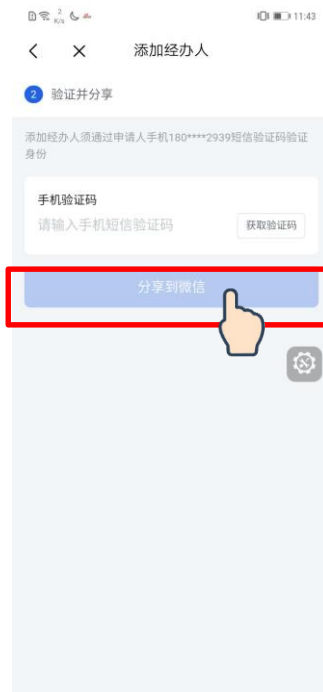 2
K/s
11:43
添加经办人
2 验证并分享
添加经办人须通过申请人手机180****2939短信验证码验证
身份
手机验证码
请输入手机短信验证码
获取验证码
分享到微信